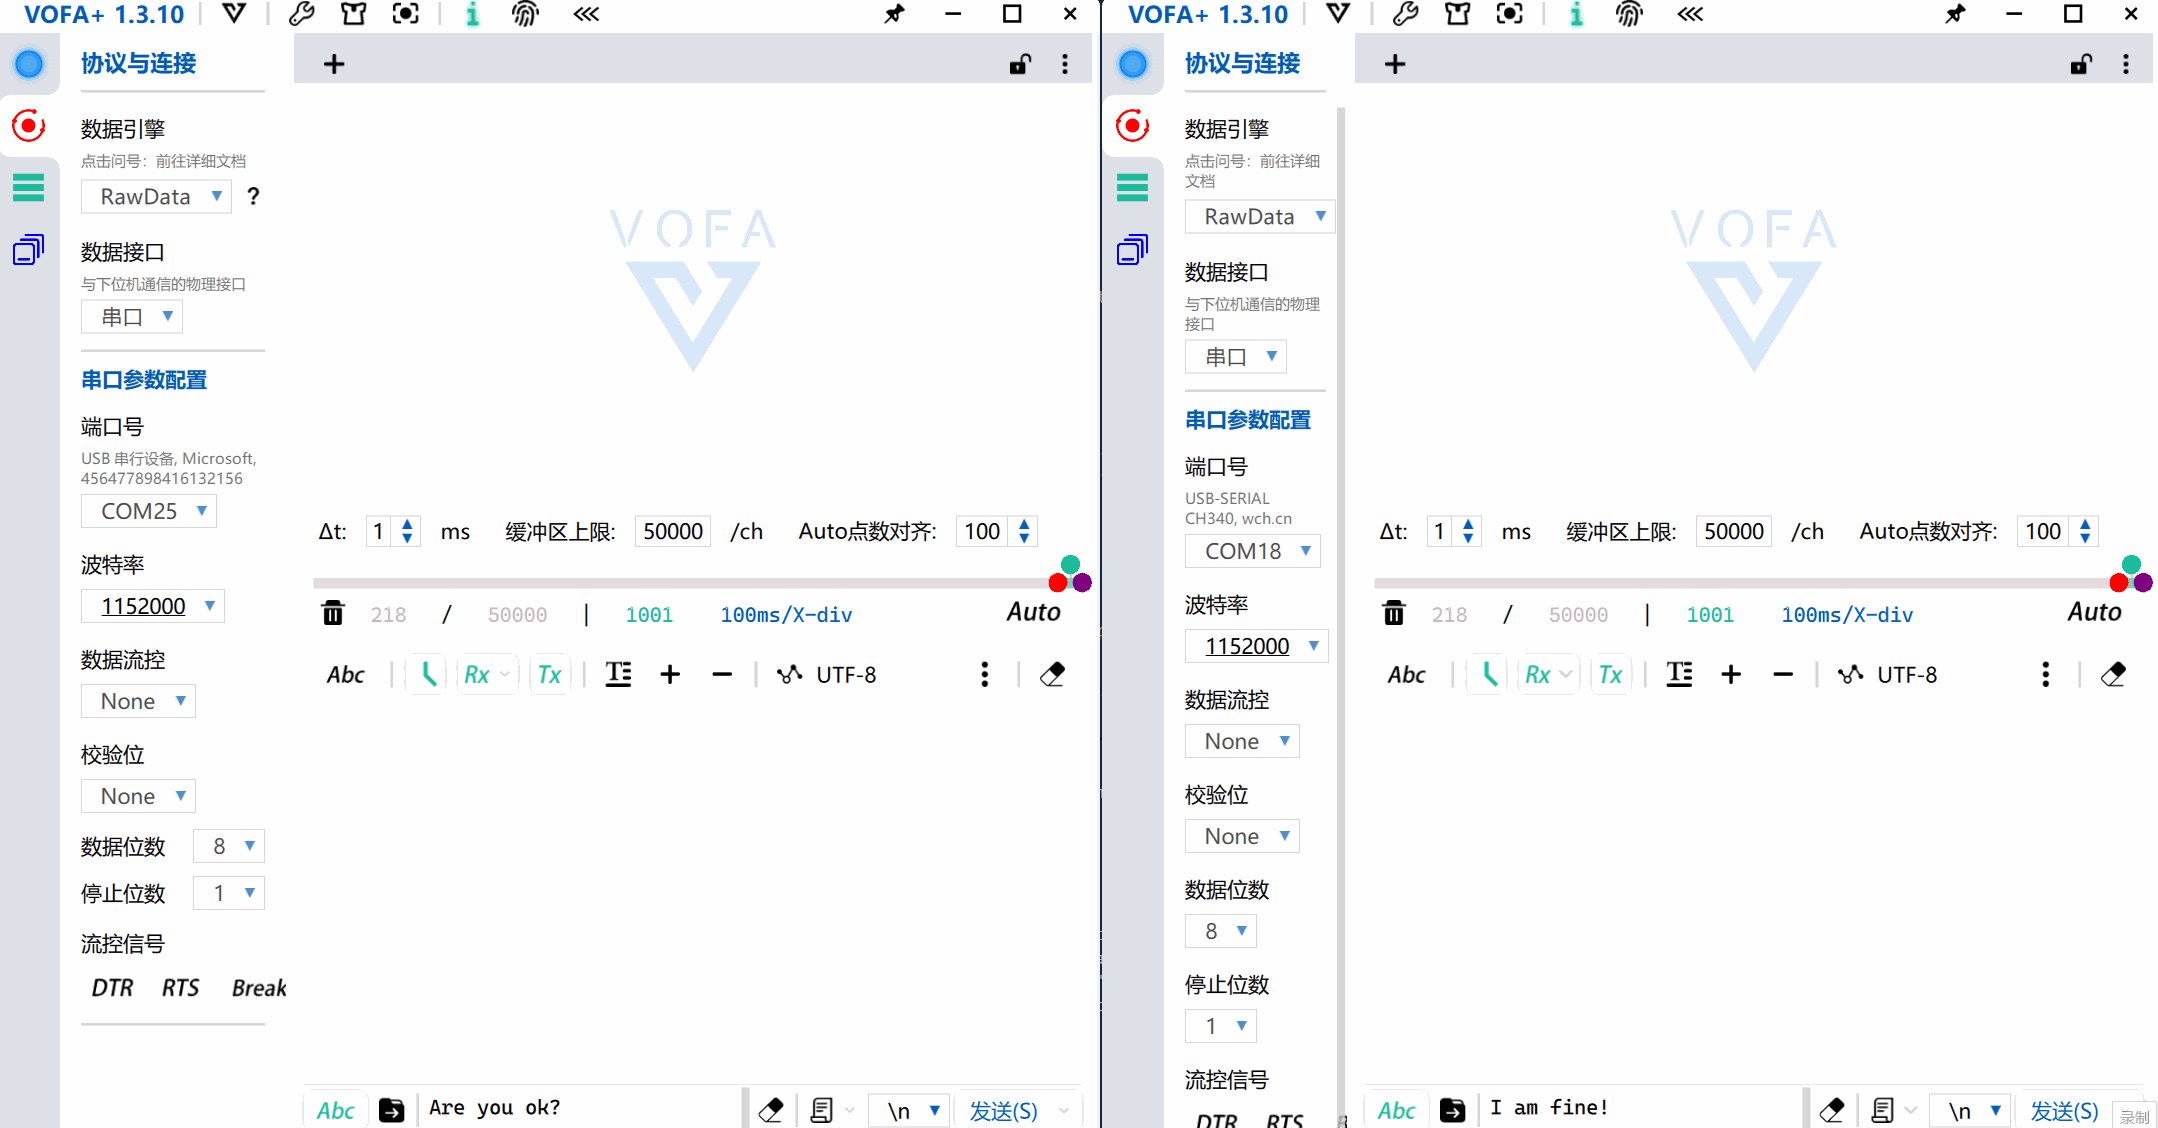 VOFA+ 1.3.10
协议与连接
数据引擎
点击问号：前往详细文档
RawData
?
数据接口
与下位机通信的物理接口
串口
串口参数配置
端口号
USB 串行设备, Microsoft,
456477898416132156
COM25
波特率
1152000
数据流控
None
校验位
None
数据位数 8
停止位数 1
流控信号
DTR RTS Break
VOFA
Δt: 1 ms 缓冲区上限: 50000 /ch Auto点数对齐: 100
218 / 50000 | 1001 100ms/X-div Auto
Abc Rx Tx UTF-8
Abc Are you ok? \n 发送(S)
VOFA+ 1.3.10
协议与连接
数据引擎
点击问号：前往详细
文档
RawData
数据接口
与下位机通信的物理
接口
串口
串口参数配置
端口号
USB-SERIAL
CH340, wch.cn
COM18
波特率
1152000
数据流控
None
校验位
None
数据位数
8
停止位数
1
流控信号
DTR RTS
VOFA
Δt: 1 ms 缓冲区上限: 50000 /ch Auto点数对齐: 100
218 / 50000 | 1001 100ms/X-div Auto
Abc Rx Tx UTF-8
Abc I am fine! \n 发送(S)
录制